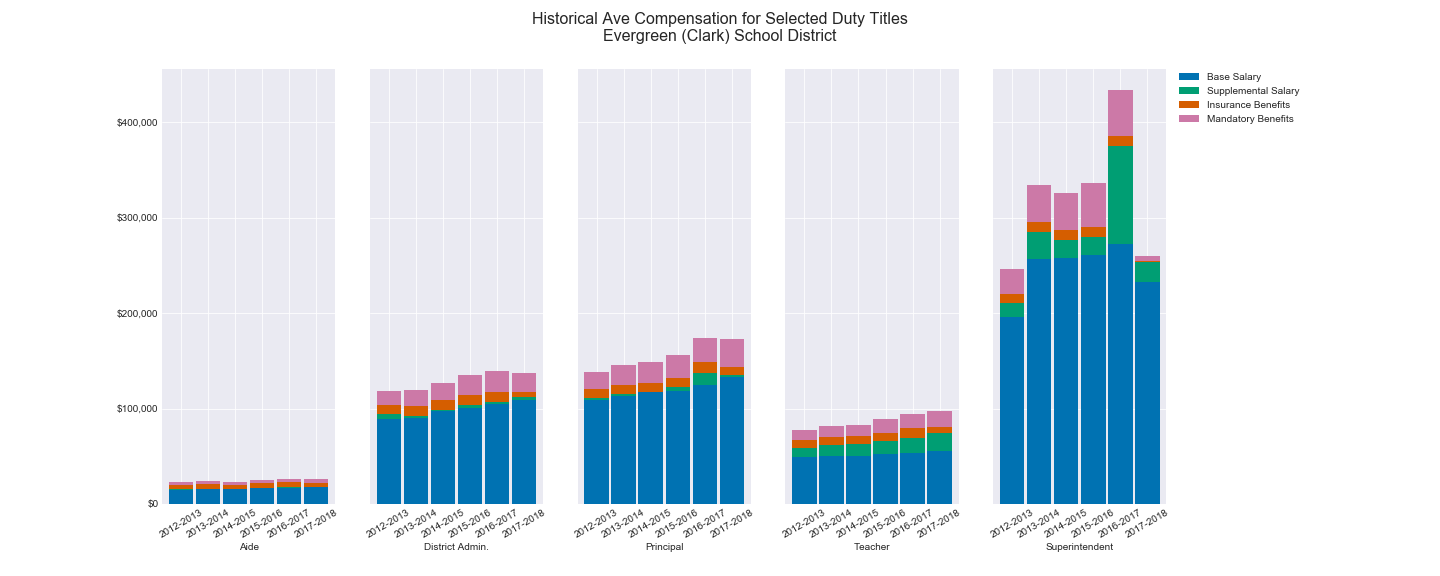 Historical Ave Compensation for Selected Duty Titles
Evergreen (Clark) School District
Base Salary
Supplemental Salary
Insurance Benefits
Mandatory Benefits
$400,000
$300,000
$200,000
$100,000
$0
2012-2013 2013-2014 2014-2015 2015-2016 2016-2017 2017-2018
2012-2013 2013-2014 2014-2015 2015-2016 2016-2017 2017-2018
2012-2013 2013-2014 2014-2015 2015-2016 2016-2017 2017-2018
2012-2013 2013-2014 2014-2015 2015-2016 2016-2017 2017-2018
2012-2013 2013-2014 2014-2015 2015-2016 2016-2017 2017-2018
Aide
District Admin.
Principal
Teacher
Superintendent